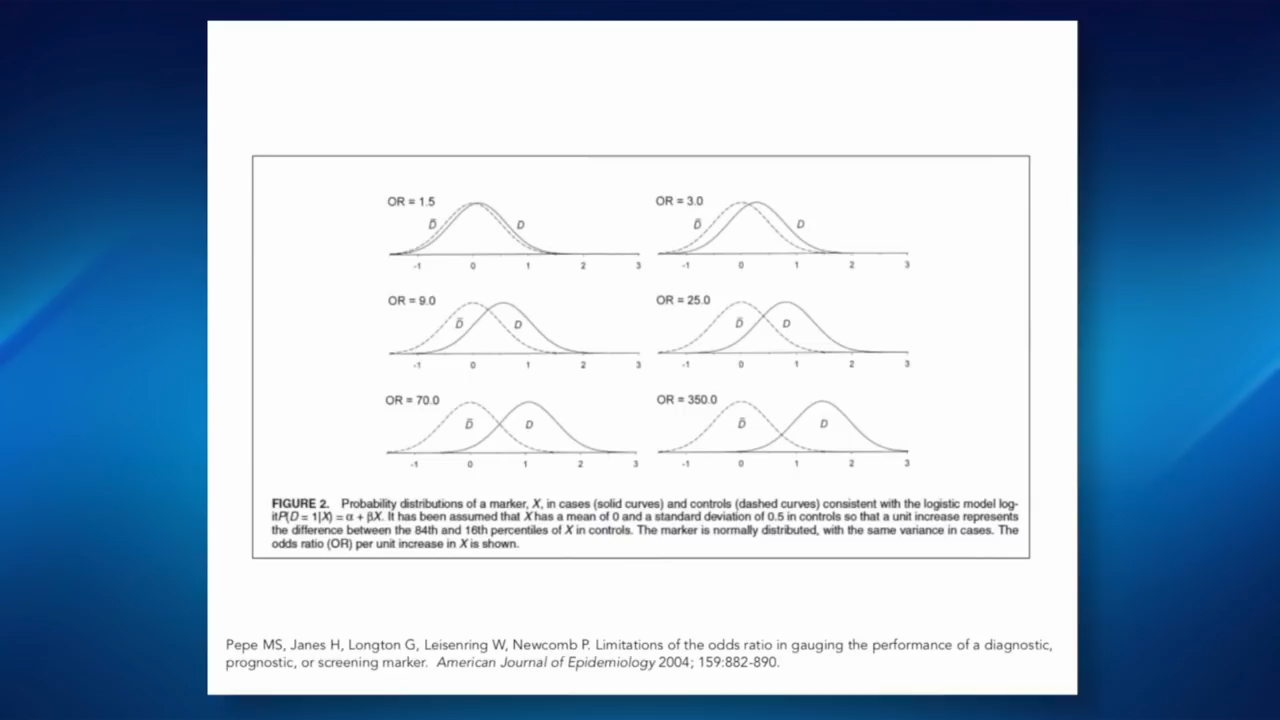 OR = 1.5
D̄
D
-1 0 1 2 3
OR = 3.0
D̄
D
-1 0 1 2 3
OR = 9.0
D̄
D
-1 0 1 2 3
OR = 25.0
D̄
D
-1 0 1 2 3
OR = 70.0
D̄
D
-1 0 1 2 3
OR = 350.0
D̄
D
-1 0 1 2 3
FIGURE 2. Probability distributions of a marker, X, in cases (solid curves) and controls (dashed curves) consistent with the logistic model log-
itP(D = 1|X) = α + βX. It has been assumed that X has a mean of 0 and a standard deviation of 0.5 in controls so that a unit increase represents
the difference between the 84th and 16th percentiles of X in controls. The marker is normally distributed, with the same variance in cases. The
odds ratio (OR) per unit increase in X is shown.
Pepe MS, Janes H, Longton G, Leisenring W, Newcomb P. Limitations of the odds ratio in gauging the performance of a diagnostic,
prognostic, or screening marker. American Journal of Epidemiology 2004; 159:882-890.